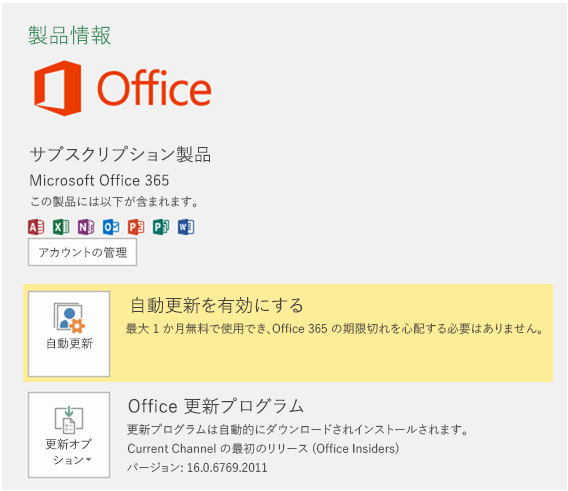 製品情報
Office
サブスクリプション製品
Microsoft Office 365
この製品には以下が含まれます。
A X N O P P W
アカウントの管理
自動更新
自動更新を有効にする
最大 1 か月無料で使用でき、Office 365 の期限切れを心配する必要はありません。
更新オプ
ション
Office 更新プログラム
更新プログラムは自動的にダウンロードされインストールされます。
Current Channel の最初のリリース (Office Insiders)
バージョン: 16.0.6769.2011